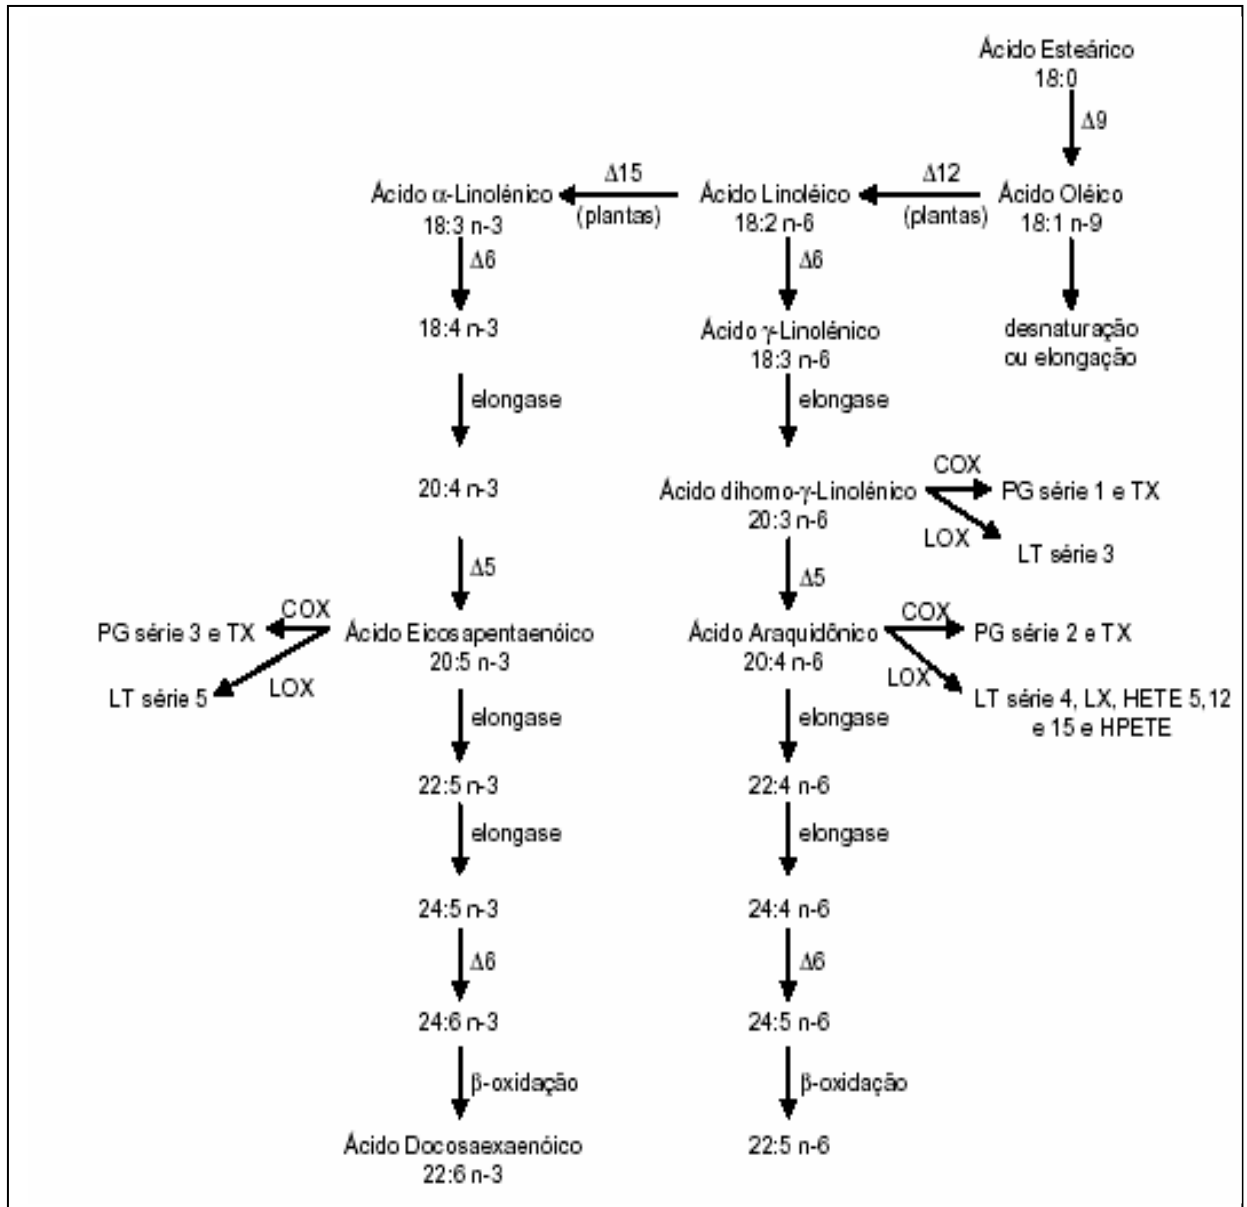 Ácido Esteárico
18:0
Δ9
Ácido α-Linolénico
18:3 n-3
Δ15
(plantas)
Ácido Linoléico
18:2 n-6
Δ12
(plantas)
Ácido Oléico
18:1 n-9
Δ6
Δ6
18:4 n-3
Ácido γ-Linolénico
18:3 n-6
desnaturação
ou elongação
elongase
elongase
20:4 n-3
Ácido dihomo-γ-Linolénico
20:3 n-6
COX
PG série 1 e TX
LOX
LT série 3
Δ5
Δ5
PG série 3 e TX
COX
LOX
LT série 5
Ácido Eicosapentaenóico
20:5 n-3
Ácido Araquidônico
20:4 n-6
COX
PG série 2 e TX
LOX
LT série 4, LX, HETE 5,12
e 15 e HPETE
elongase
elongase
22:5 n-3
22:4 n-6
elongase
elongase
24:5 n-3
24:4 n-6
Δ6
Δ6
24:6 n-3
24:5 n-6
β-oxidação
β-oxidação
Ácido Docosaexaenóico
22:6 n-3
22:5 n-6